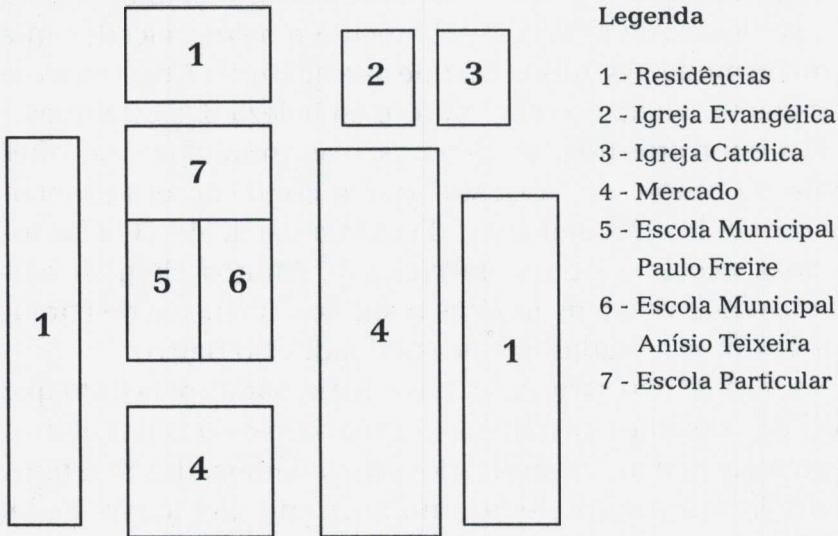 1
2 3
7
5 6
1
4
1
4
Legenda
1 - Residências
2 - Igreja Evangélica
3 - Igreja Católica
4 - Mercado
5 - Escola Municipal
Paulo Freire
6 - Escola Municipal
Anísio Teixeira
7 - Escola Particular